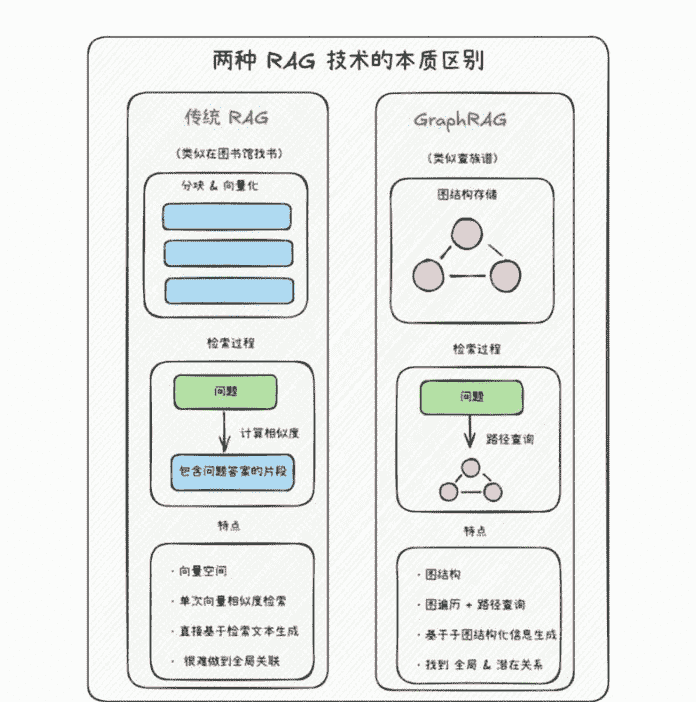 两种 RAG 技术的本质区别
传统 RAG
(类似在图书馆找书)
分块 & 向量化
检索过程
问题
计算相似度
包含问题答案的片段
特点
· 向量空间
· 单次向量相似度检索
· 直接基于检索文本生成
· 很难做到全局关联
GraphRAG
(类似查族谱)
图结构存储
检索过程
问题
路径查询
特点
· 图结构
· 图遍历 + 路径查询
· 基于子图结构化信息生成
· 找到 全局 & 潜在关系